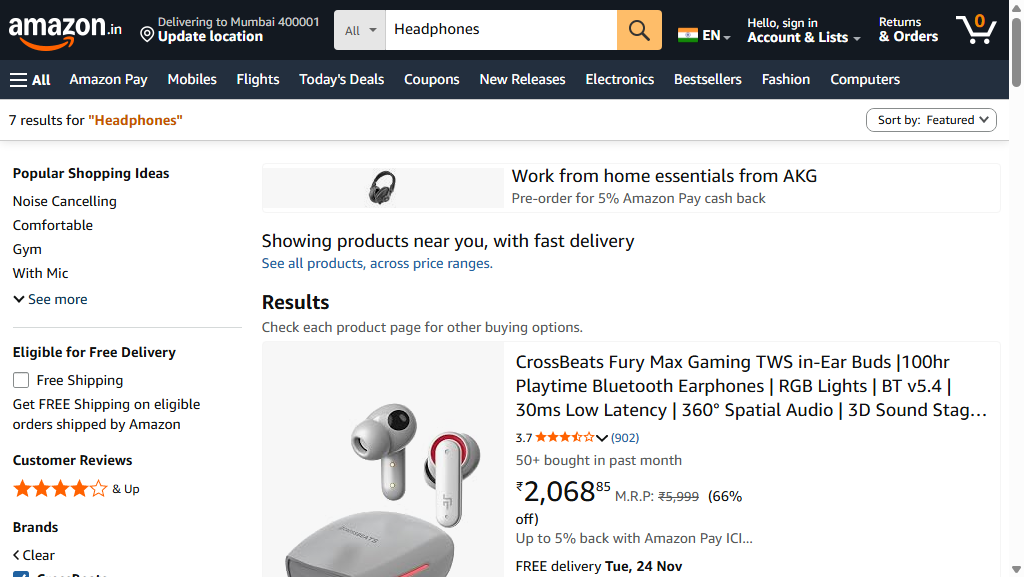 amazon.in
Delivering to Mumbai 400001
Update location
All
Headphones
EN
Hello, sign in
Account & Lists
Returns
& Orders
0
All
Amazon Pay
Mobiles
Flights
Today's Deals
Coupons
New Releases
Electronics
Bestsellers
Fashion
Computers
7 results for "Headphones"
Sort by: Featured
Popular Shopping Ideas
Noise Cancelling
Comfortable
Gym
With Mic
See more
Eligible for Free Delivery
Free Shipping
Get FREE Shipping on eligible
orders shipped by Amazon
Customer Reviews
& Up
Brands
Clear
CrossBeats
Work from home essentials from AKG
Pre-order for 5% Amazon Pay cash back
Showing products near you, with fast delivery
See all products, across price ranges.
Results
Check each product page for other buying options.
CROSSBEATS
CrossBeats Fury Max Gaming TWS in-Ear Buds |100hr
Playtime Bluetooth Earphones | RGB Lights | BT v5.4 |
30ms Low Latency | 360° Spatial Audio | 3D Sound Stag…
3.7 (902)
50+ bought in past month
₹2,06885 M.R.P: ₹5,999 (66%
off)
Up to 5% back with Amazon Pay ICI…
FREE delivery Tue, 24 Nov